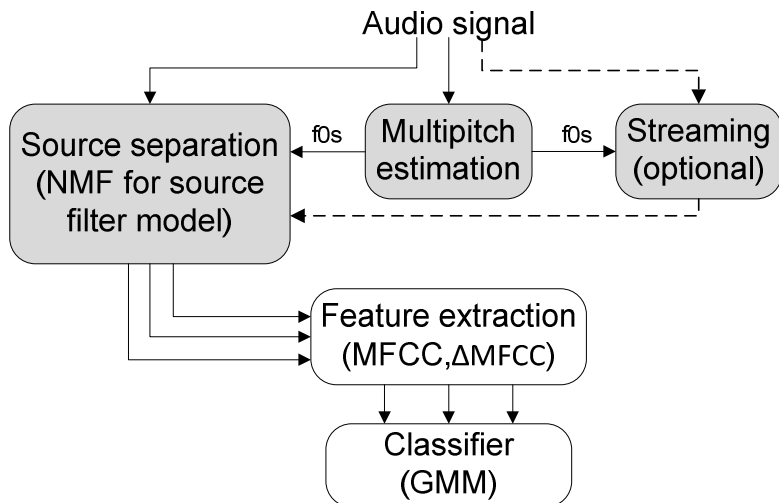 Audio signal
Source separation
(NMF for source
filter model)
f0s
Multipitch
estimation
f0s
Streaming
(optional)
Feature extraction
(MFCC,ΔMFCC)
Classifier
(GMM)